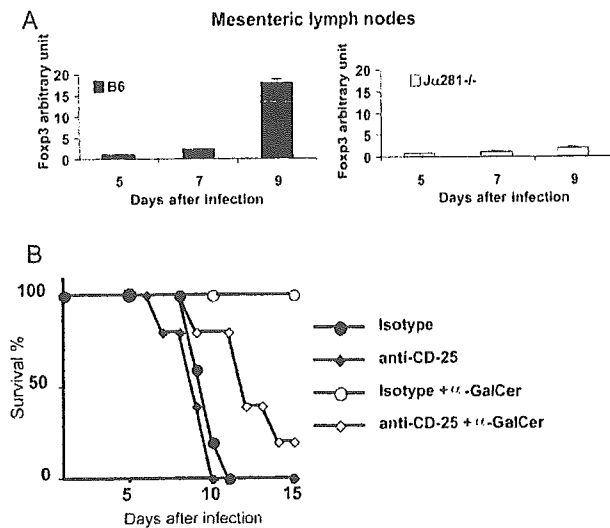 A
Mesenteric lymph nodes
Foxp3 arbitrary unit
20
15
10
5
0
B6
5 7 9
Days after infection
Foxp3 arbitrary unit
20
15
10
5
0
Jα281-/-
5 7 9
Days after infection
B
Survival %
100
50
0
5 10 15
Days after infection
Isotype
anti-CD-25
Isotype + α-GalCer
anti-CD-25 + α-GalCer